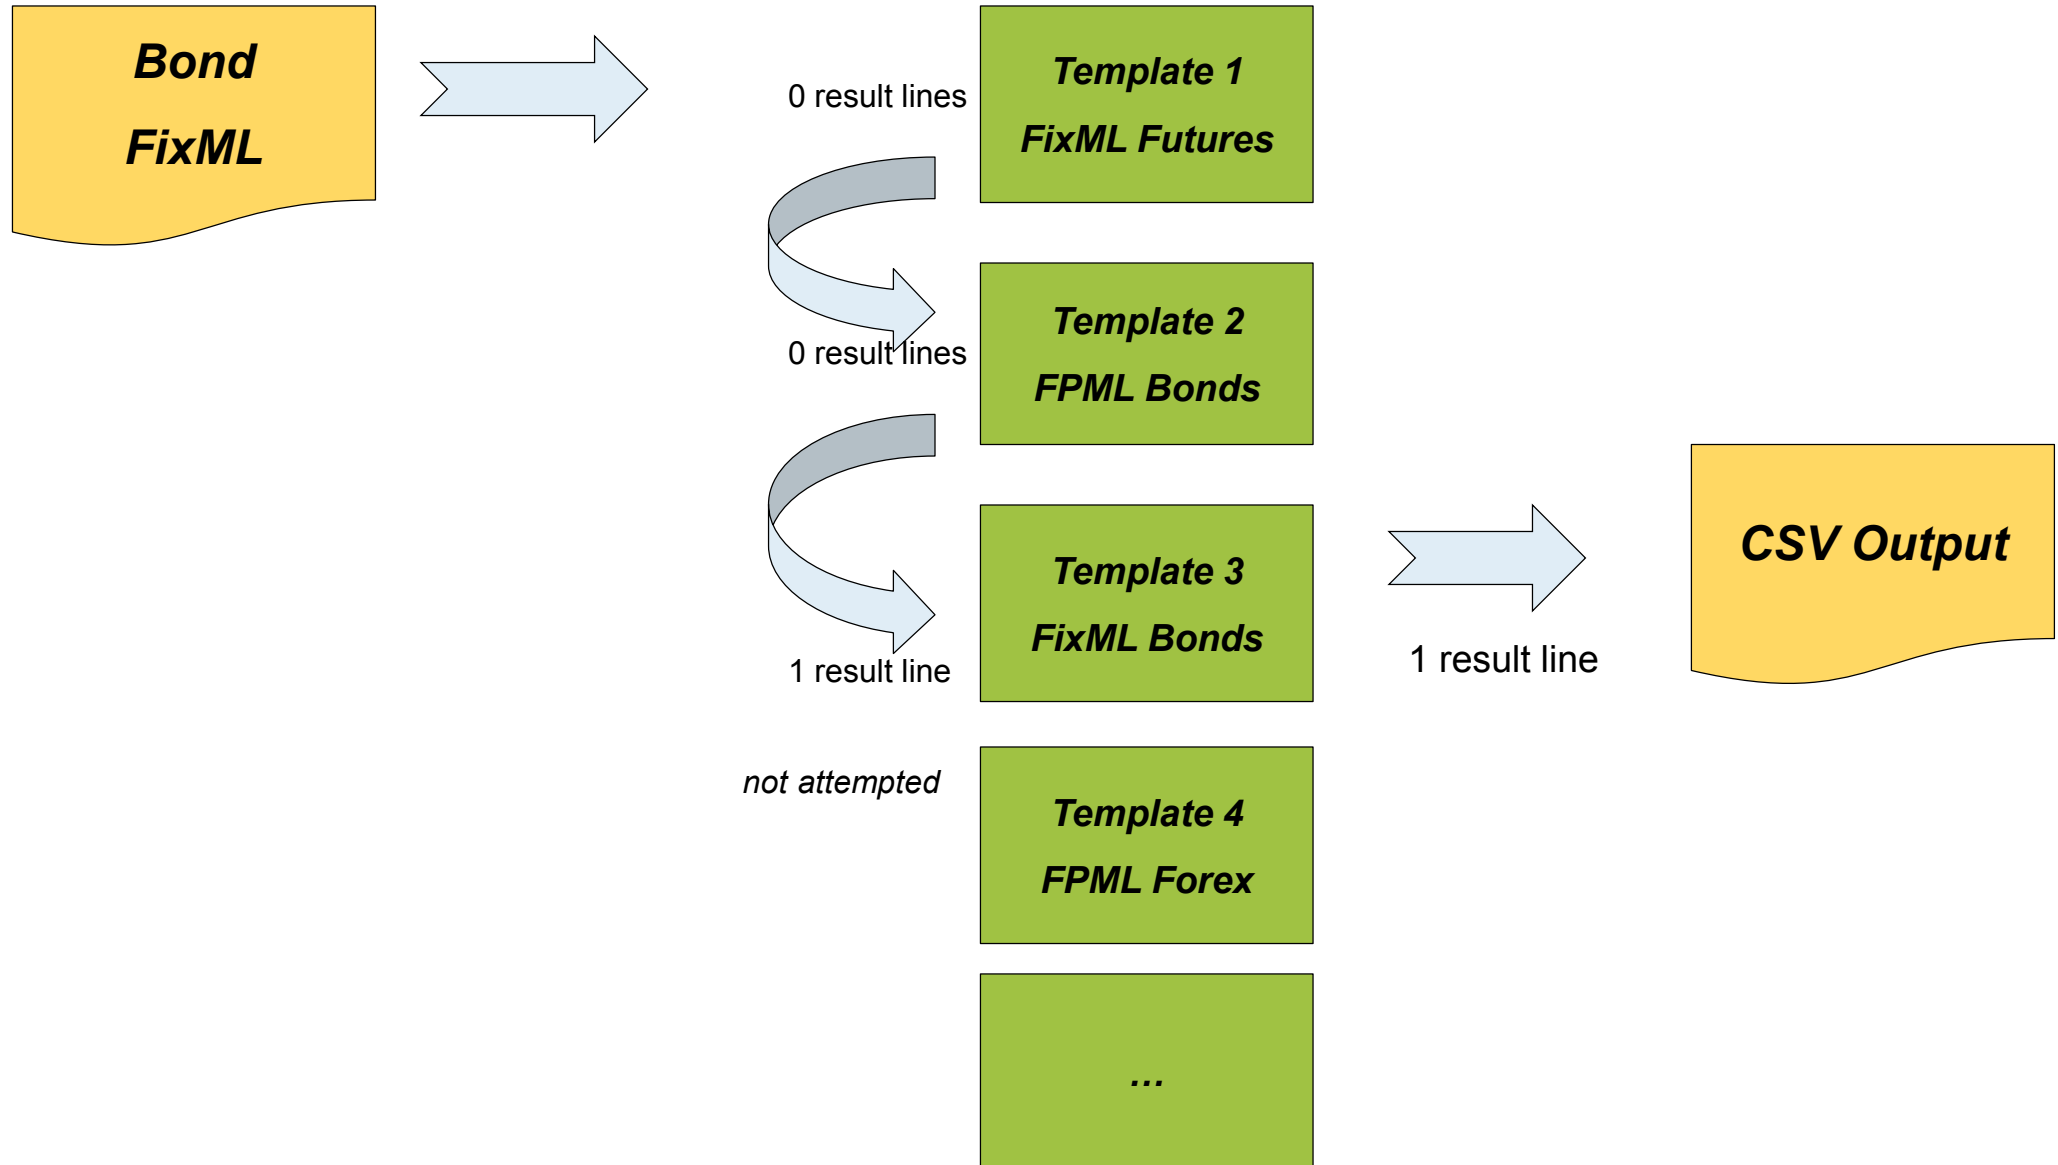 Bond
FixML
0 result lines
Template 1
FixML Futures
0 result lines
Template 2
FPML Bonds
1 result line
Template 3
FixML Bonds
1 result line
CSV Output
not attempted
Template 4
FPML Forex
...